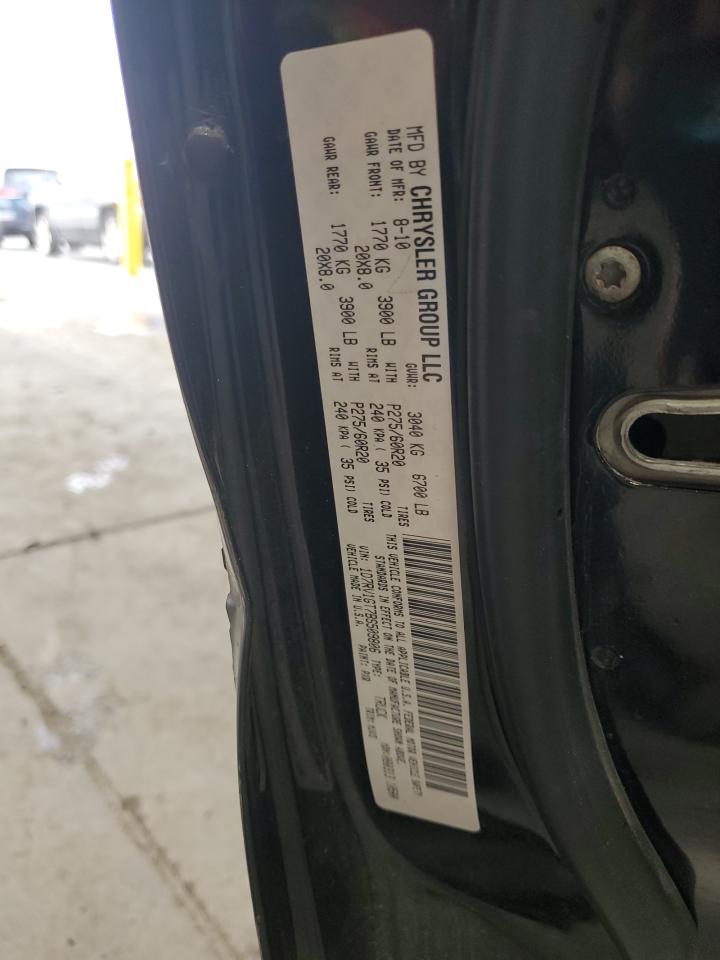 MFD BY CHRYSLER GROUP LLC
DATE OF MFR: 8-10 GVWR: 3040 KG 6700 LB
GAWR FRONT: 1770 KG 3900 LB WITH P275/60R20 TIRES
20X8.0 RIMS AT 240 KPA ( 35 PSI) COLD
GAWR REAR: 1770 KG 3900 LB WITH P275/60R20 TIRES
20X8.0 RIMS AT 240 KPA ( 35 PSI) COLD
THIS VEHICLE CONFORMS TO ALL APPLICABLE U.S.A. FEDERAL MOTOR VEHICLE SAFETY
STANDARDS IN EFFECT ON THE DATE OF MANUFACTURE SHOWN ABOVE.
VIN: 1D7RV1GT7BS509806 TYPE: TRUCK
VEHICLE MADE IN U.S.A. PAINT: PXR